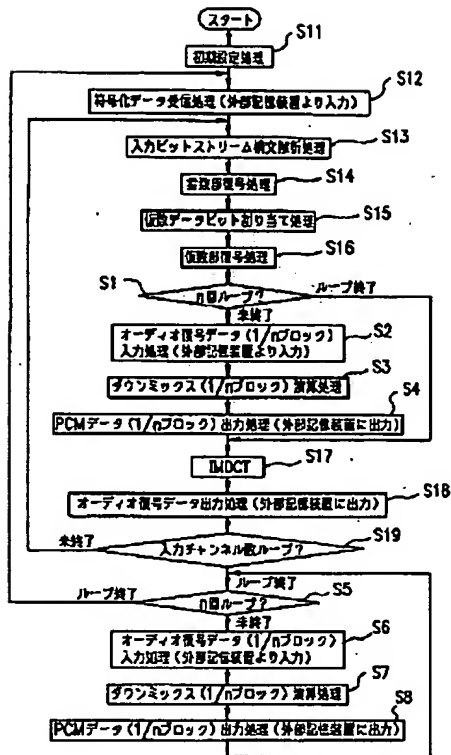 スタート
S11
初期設定処理
S12
符号化データ受信処理(外部記憶装置より入力)
S13
入力ビットストリーム構文解析処理
S14
指数部復号処理
S15
仮数データビット割り当て処理
S16
仮数部復号処理
S1
n回ループ?
ループ終了
未終了
S2
オーディオ復号データ(1/nブロック)
入力処理(外部記憶装置より入力)
S3
ダウンミックス(1/nブロック)演算処理
S4
PCMデータ(1/nブロック)出力処理(外部記憶装置に出力)
IMDCT
S17
S18
オーディオ復号データ出力処理(外部記憶装置に出力)
未終了
S19
入力チャンネル数ループ?
ループ終了
ループ終了
S5
n回ループ?
未終了
S6
オーディオ復号データ(1/nブロック)
入力処理(外部記憶装置より入力)
S7
ダウンミックス(1/nブロック)演算処理
S8
PCMデータ(1/nブロック)出力処理(外部記憶装置に出力)